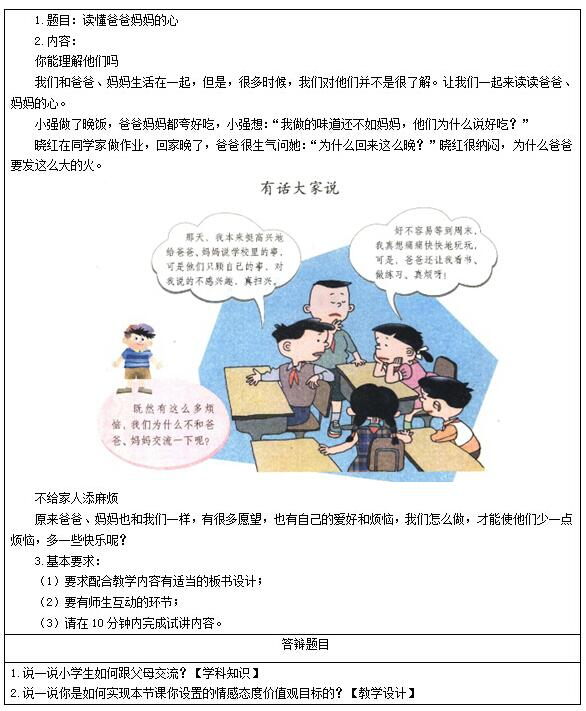 1.题目：读懂爸爸妈妈的心
2.内容：
你能理解他们吗
我们和爸爸、妈妈生活在一起，但是，很多时候，我们对他们并不是很了解。让我们一起来读读爸爸、
妈妈的心。
小强做了晚饭，爸爸妈妈都夸好吃，小强想：“我做的味道还不如妈妈，他们为什么说好吃？”
晓红在同学家做作业，回家晚了，爸爸很生气问她：“为什么回来这么晚？”晓红很纳闷，为什么爸爸
要发这么大的火。
有话大家说
那天，我本来挺高兴地
给爸爸、妈妈说学校里的事，
可是他们只顾自己的事，对
我说的不感兴趣，真扫兴。
好不容易等到周末，
我真想痛痛快快地玩玩，
可是，爸爸还让我看书、
做练习，真烦呀！
既然有这么多烦
恼，我们为什么不和爸
爸、妈妈交流一下呢？
不给家人添麻烦
原来爸爸、妈妈也和我们一样，有很多愿望，也有自己的爱好和烦恼，我们怎么做，才能使他们少一点
烦恼，多一些快乐呢？
3.基本要求：
（1）要求配合教学内容有适当的板书设计；
（2）要有师生互动的环节；
（3）请在10分钟内完成试讲内容。
答辩题目
1.说一说小学生如何跟父母交流？【学科知识】
2.说一说你是如何实现本节课你设置的情感态度价值观目标的？【教学设计】